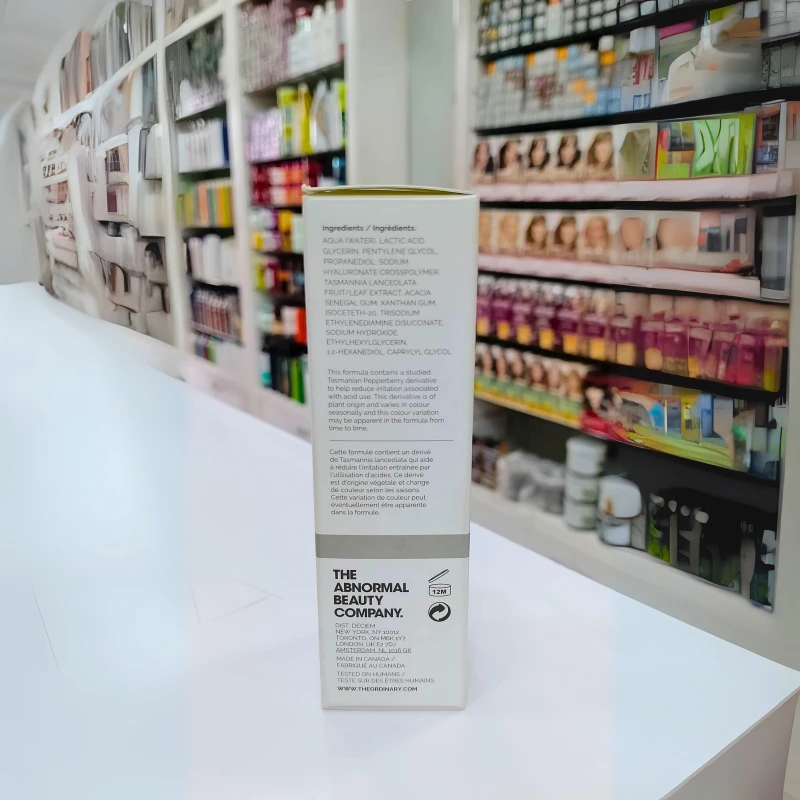 Ingredients / Ingrédients:
AQUA (WATER), LACTIC ACID,
GLYCERIN, PENTYLENE GLYCOL,
PROPANEDIOL, SODIUM
HYALURONATE CROSSPOLYMER,
TASMANNIA LANCEOLATA
FRUIT/LEAF EXTRACT, ACACIA
SENEGAL GUM, XANTHAN GUM,
ISOCETETH-20, TRISODIUM
ETHYLENEDIAMINE DISUCCINATE,
SODIUM HYDROXIDE,
ETHYLHEXYLGLYCERIN,
1,2-HEXANEDIOL, CAPRYLYL GLYCOL
This formula contains a studied
Tasmanian Pepperberry derivative
to help reduce irritation associated
with acid use. This derivative is of
plant origin and varies in colour
seasonally and this colour variation
may be apparent in the formula from
time to time.
Cette formule contient un dérivé
de Tasmannia lanceolata qui aide
à réduire l'irritation entraînée par
l'utilisation d'acides. Ce dérivé
est d'origine végétale et change
de couleur selon les saisons.
Cette variation de couleur peut
éventuellement être apparente
dans la formule.
THE
ABNORMAL
BEAUTY
COMPANY.
12M
DIST. DECIEM
NEW YORK, NY 10012
TORONTO, ON M6K 1Y7
LONDON, UK E2 7DJ
AMSTERDAM, NL 1016 GK
MADE IN CANADA /
FABRIQUÉ AU CANADA
TESTED ON HUMANS /
TESTÉ SUR DES ÊTRES HUMAINS
WWW.THEORDINARY.COM